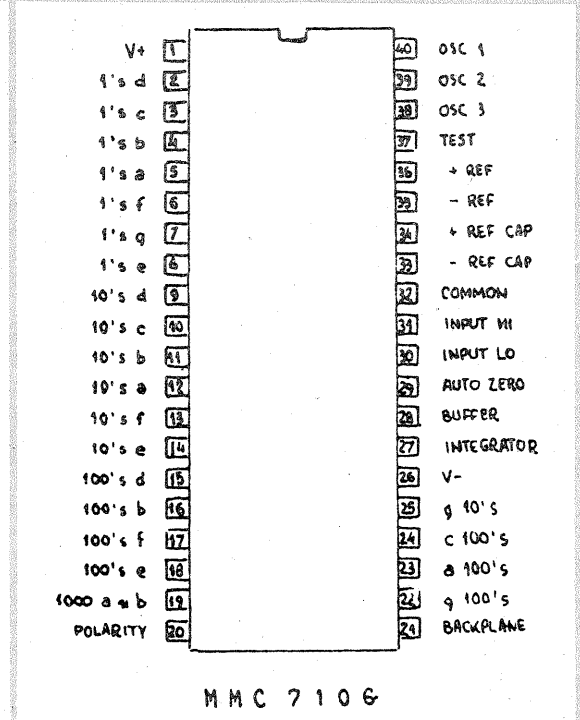 V+ 1 40 OSC 1
1's d 2 39 OSC 2
1's c 3 38 OSC 3
1's b 4 37 TEST
1's a 5 36 + REF
1's f 6 35 - REF
1's g 7 34 + REF CAP
1's e 8 33 - REF CAP
10's d 9 32 COMMON
10's c 10 31 INPUT HI
10's b 11 30 INPUT LO
10's a 12 29 AUTO ZERO
10's f 13 28 BUFFER
10's e 14 27 INTEGRATOR
100's d 15 26 V-
100's b 16 25 g 10's
100's f 17 24 c 100's
100's e 18 23 a 100's
1000 a b 19 22 g 100's
POLARITY 20 21 BACKPLANE
MMC 7106